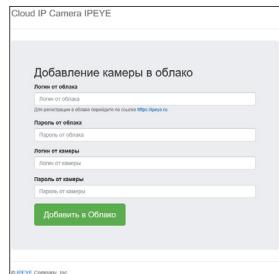 Cloud IP Camera IPEYE
Добавление камеры в облако
Логин от облака
Логин от облака
Для регистрации в облаке перейдите по ссылке https://ipeye.ru
Пароль от облака
Пароль от облака
Логин от камеры
Логин от камеры
Пароль от камеры
Пароль от камеры
Добавить в Облако
© IPEYE Company, Inc.